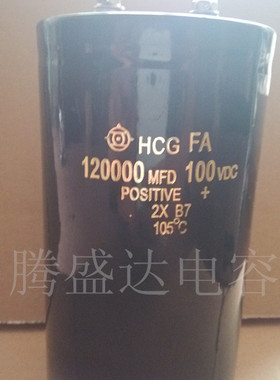 HCG FA
120000 MFD 100 VDC
POSITIVE +
2X B7
105°C
腾盛达电容